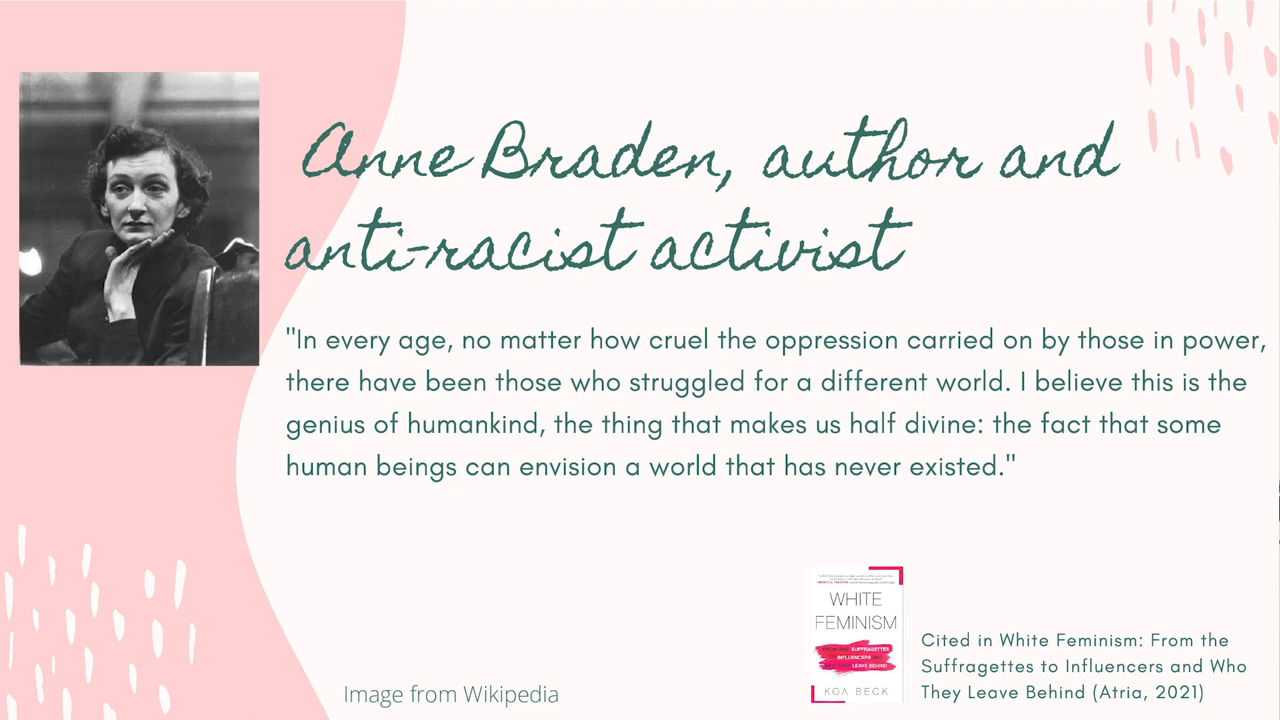 Anne Braden, author and
anti-racist activist
"In every age, no matter how cruel the oppression carried on by those in power,
there have been those who struggled for a different world. I believe this is the
genius of humankind, the thing that makes us half divine: the fact that some
human beings can envision a world that has never existed."
WHITE
FEMINISM
SUFFRAGETTES
INFLUENCERS
LEAVE BEHIND
KOA BECK
Cited in White Feminism: From the
Suffragettes to Influencers and Who
They Leave Behind (Atria, 2021)
Image from Wikipedia